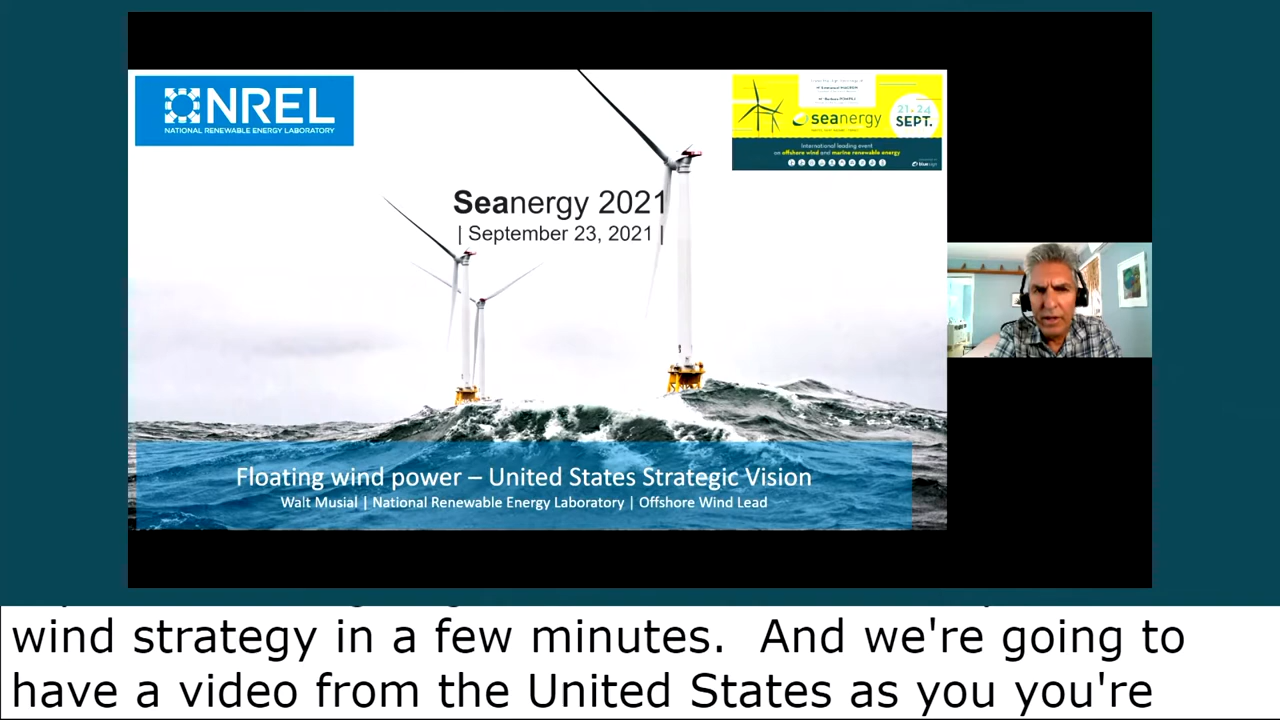 NREL
NATIONAL RENEWABLE ENERGY LABORATORY
21. 24
SEPT.
seanergy
International leading event
on offshore wind and marine renewable energy
Seanergy 2021
| September 23, 2021 |
Floating wind power – United States Strategic Vision
Walt Musial | National Renewable Energy Laboratory | Offshore Wind Lead
wind strategy in a few minutes.  And we're going to
have a video from the United States as you you're